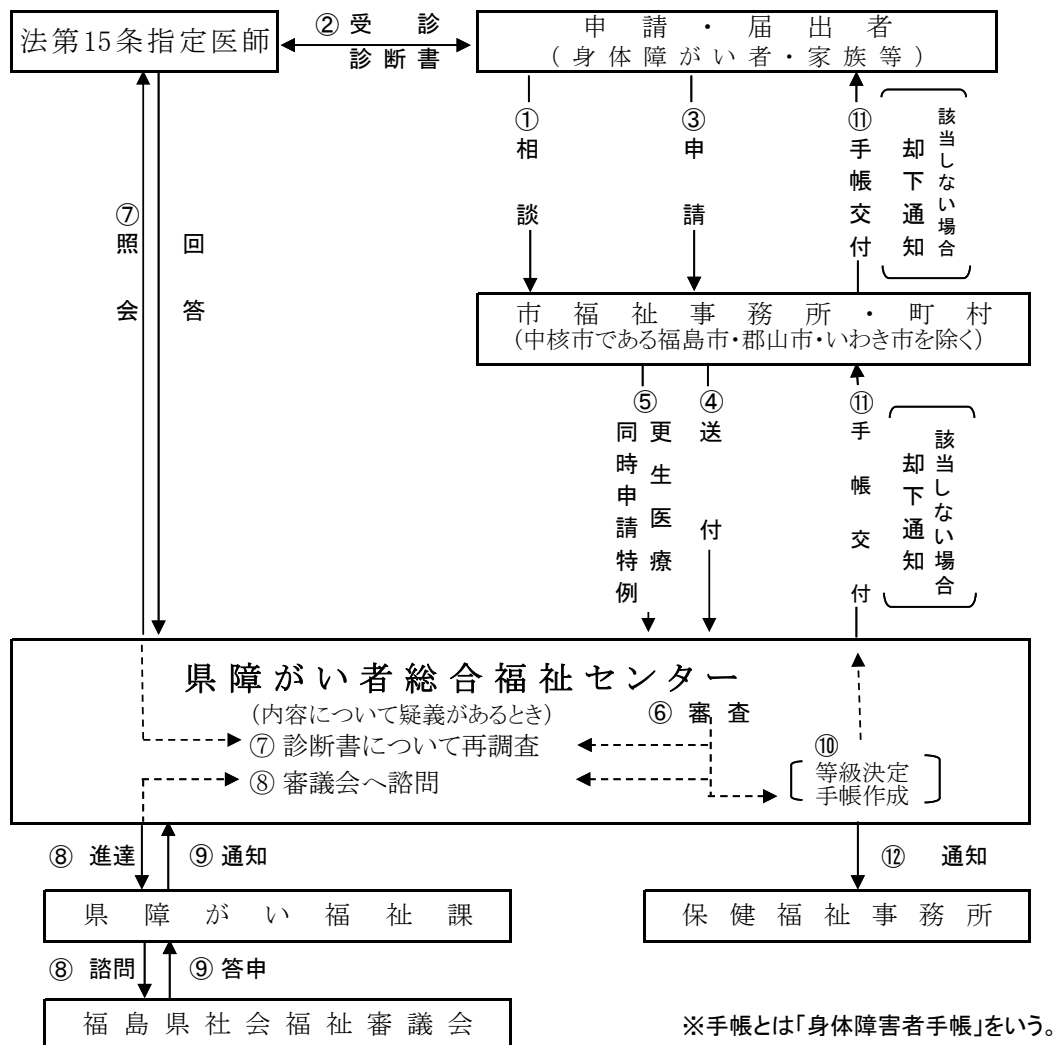 法第15条指定医師
② 受 診
診 断 書
申 請 ・ 届 出 者
( 身 体 障 が い 者 ・ 家 族 等 )
① 相 談
③ 申 請
⑪ 手 帳 交 付
却 下 通 知
該当しない場合
⑦ 照 会
回 答
市 福 祉 事 務 所 ・ 町 村
(中核市である福島市・郡山市・いわき市を除く)
⑤ 更 生 医 療
同 時 申 請 特 例
④ 送 付
⑪ 手 帳 交 付
却 下 通 知
該当しない場合
県 障 が い 者 総 合 福 祉 セ ン タ ー
(内容について疑義があるとき)
⑥ 審 査
⑦ 診断書について再調査
⑧ 審議会へ諮問
⑩
等級決定
手帳作成
⑧ 進達
⑨ 通知
⑫ 通知
県 障 が い 福 祉 課
保 健 福 祉 事 務 所
⑧ 諮問
⑨ 答申
福 島 県 社 会 福 祉 審 議 会
※手帳とは「身体障害者手帳」をいう。